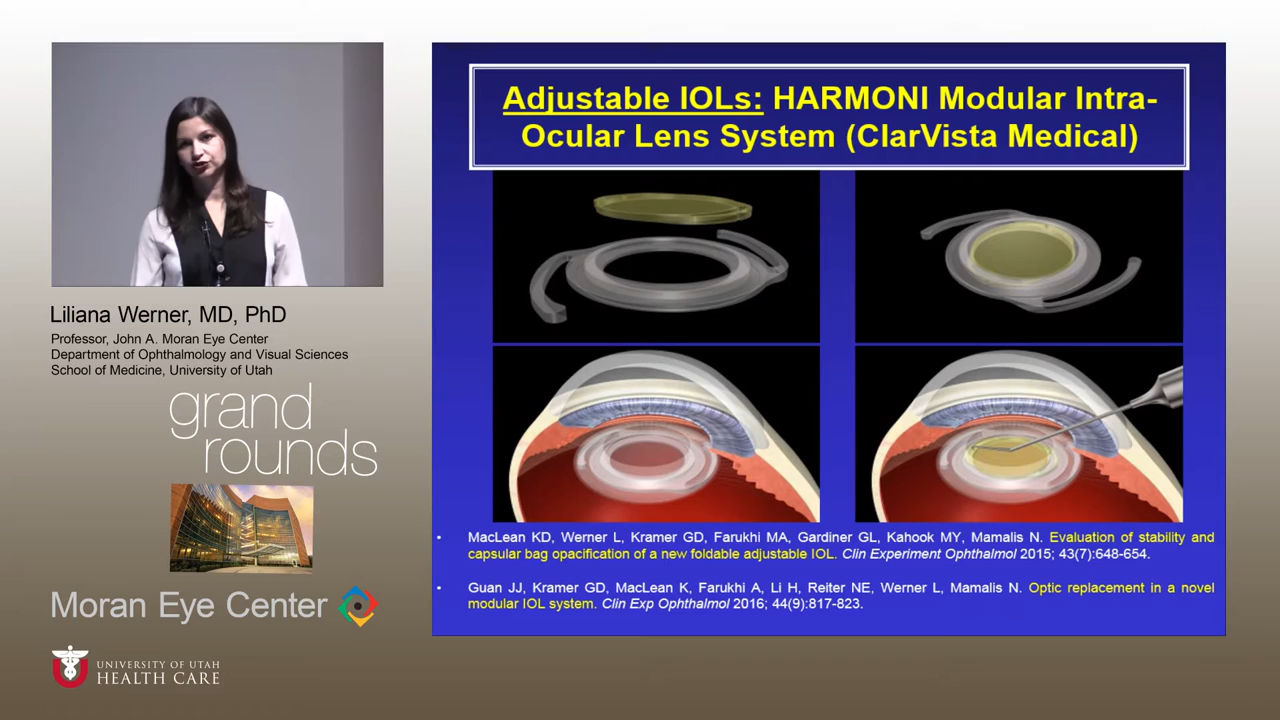 Adjustable IOLs: HARMONI Modular Intra-
Ocular Lens System (ClarVista Medical)
Liliana Werner, MD, PhD
Professor, John A. Moran Eye Center
Department of Ophthalmology and Visual Sciences
School of Medicine, University of Utah
grand
rounds
Moran Eye Center
UNIVERSITY OF UTAH
HEALTH CARE
• MacLean KD, Werner L, Kramer GD, Farukhi MA, Gardiner GL, Kahook MY, Mamalis N. Evaluation of stability and
capsular bag opacification of a new foldable adjustable IOL. Clin Experiment Ophthalmol 2015; 43(7):648-654.
• Guan JJ, Kramer GD, MacLean K, Farukhi A, Li H, Reiter NE, Werner L, Mamalis N. Optic replacement in a novel
modular IOL system. Clin Exp Ophthalmol 2016; 44(9):817-823.